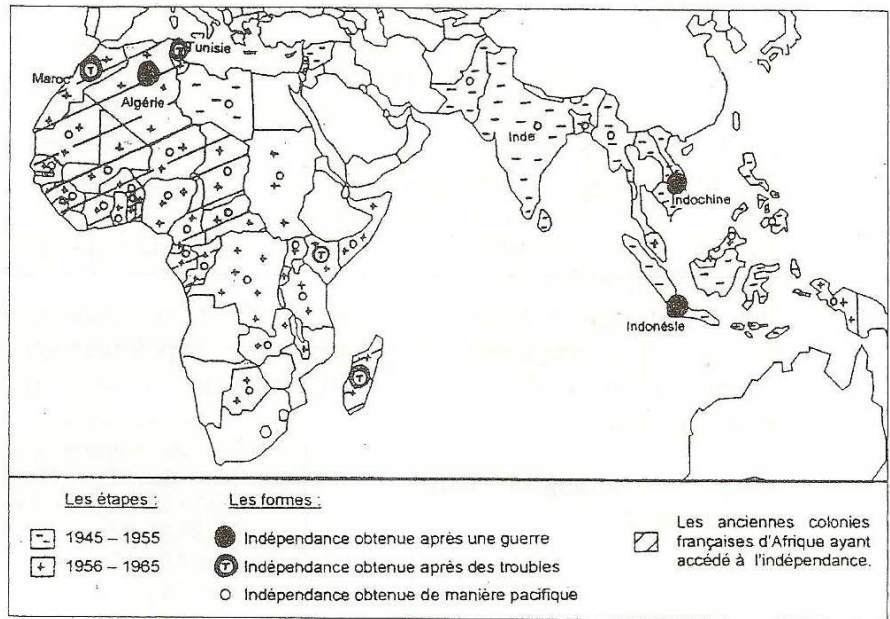 Tunisie
Maroc
Algérie
Inde
Indochine
Indonésie
Les étapes :
1945 – 1955
1956 – 1965
Les formes :
Indépendance obtenue après une guerre
T Indépendance obtenue après des troubles
Indépendance obtenue de manière pacifique
Les anciennes colonies
françaises d'Afrique ayant
accédé à l'indépendance.
T
T
T
T